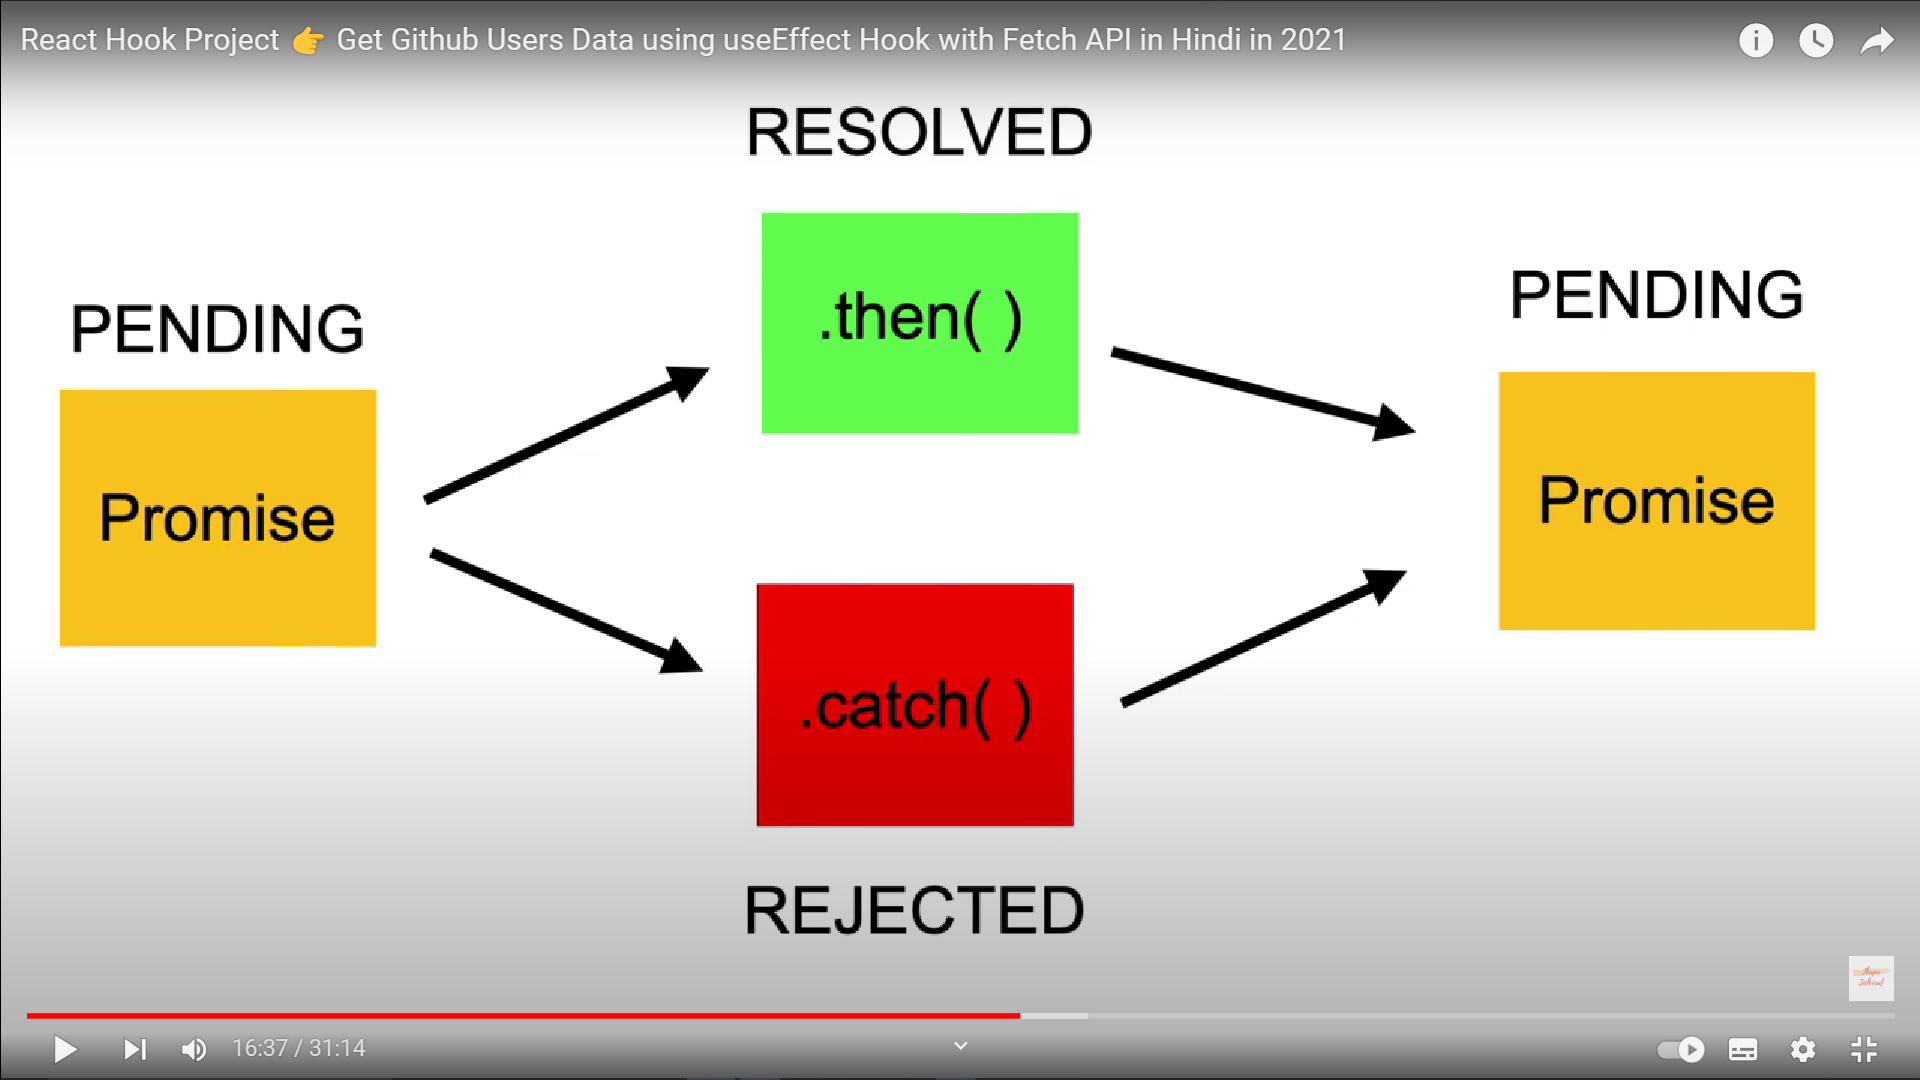 React Hook Project 👉 Get Github Users Data using useEffect Hook with Fetch API in Hindi in 2021
RESOLVED
.then( )
PENDING
PENDING
Promise
Promise
.catch( )
REJECTED
16:37 / 31:14